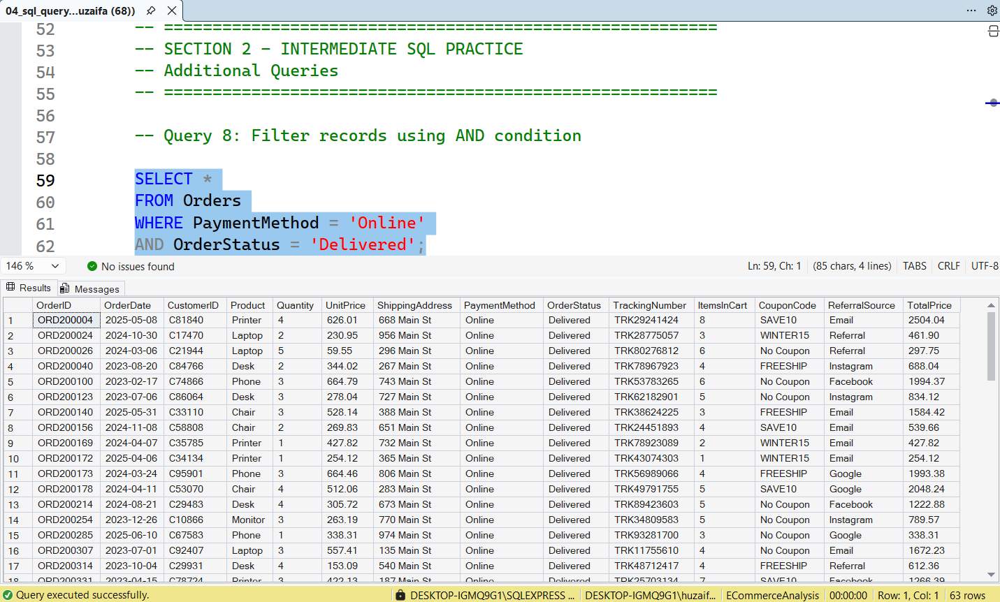 04_sql_query...uzaifa (68))
52 -- =========================================================
53 -- SECTION 2 - INTERMEDIATE SQL PRACTICE
54 -- Additional Queries
55 -- =========================================================
56
57 -- Query 8: Filter records using AND condition
58
59 SELECT *
60 FROM Orders
61 WHERE PaymentMethod = 'Online'
62 AND OrderStatus = 'Delivered';
146 % No issues found Ln: 59, Ch: 1 (85 chars, 4 lines) TABS CRLF UTF-8
Results Messages
OrderID OrderDate CustomerID Product Quantity UnitPrice ShippingAddress PaymentMethod OrderStatus TrackingNumber ItemsInCart CouponCode ReferralSource TotalPrice
1 ORD200004 2025-05-08 C81840 Printer 4 626.01 668 Main St Online Delivered TRK29241424 8 SAVE10 Email 2504.04
2 ORD200024 2024-10-30 C17470 Laptop 2 230.95 956 Main St Online Delivered TRK28775057 3 WINTER15 Referral 461.90
3 ORD200026 2024-03-06 C21944 Laptop 5 59.55 296 Main St Online Delivered TRK80276812 6 No Coupon Referral 297.75
4 ORD200040 2023-08-20 C84766 Desk 2 344.02 267 Main St Online Delivered TRK78967923 4 FREESHIP Instagram 688.04
5 ORD200100 2023-02-17 C74866 Phone 3 664.79 743 Main St Online Delivered TRK53783265 6 No Coupon Facebook 1994.37
6 ORD200123 2023-07-06 C86064 Desk 3 278.04 727 Main St Online Delivered TRK62182901 5 No Coupon Instagram 834.12
7 ORD200140 2025-05-31 C33110 Chair 3 528.14 388 Main St Online Delivered TRK38624225 3 FREESHIP Email 1584.42
8 ORD200156 2024-11-08 C58808 Chair 2 269.83 651 Main St Online Delivered TRK24451893 4 SAVE10 Email 539.66
9 ORD200169 2024-04-07 C35785 Printer 1 427.82 732 Main St Online Delivered TRK78923089 2 WINTER15 Email 427.82
10 ORD200172 2025-04-06 C34134 Printer 1 254.12 365 Main St Online Delivered TRK43074303 1 WINTER15 Email 254.12
11 ORD200173 2024-03-24 C95901 Phone 3 664.46 806 Main St Online Delivered TRK56989066 4 FREESHIP Google 1993.38
12 ORD200178 2024-04-11 C53070 Chair 4 512.06 283 Main St Online Delivered TRK49791755 5 SAVE10 Google 2048.24
13 ORD200214 2024-08-21 C29483 Desk 4 305.72 673 Main St Online Delivered TRK89423603 5 No Coupon Facebook 1222.88
14 ORD200254 2023-12-26 C10866 Monitor 3 263.19 770 Main St Online Delivered TRK34809583 5 No Coupon Instagram 789.57
15 ORD200285 2025-06-10 C67583 Phone 1 338.31 974 Main St Online Delivered TRK93281700 3 No Coupon Google 338.31
16 ORD200307 2023-07-01 C92407 Laptop 3 557.41 135 Main St Online Delivered TRK11755610 4 No Coupon Email 1672.23
17 ORD200314 2023-10-04 C29931 Desk 4 153.09 540 Main St Online Delivered TRK48712417 4 FREESHIP Referral 612.36
18 ORD200331 2023-04-15 C78724 Printer 3 422.13 187 Main St Online Delivered TRK25703134 7 SAVE10 Facebook 1266.39
Query executed successfully. DESKTOP-IGMQ9G1\SQLEXPRESS ... DESKTOP-IGMQ9G1\huzaif... ECommerceAnalysis 00:00:00 Row: 1, Col: 1 63 rows